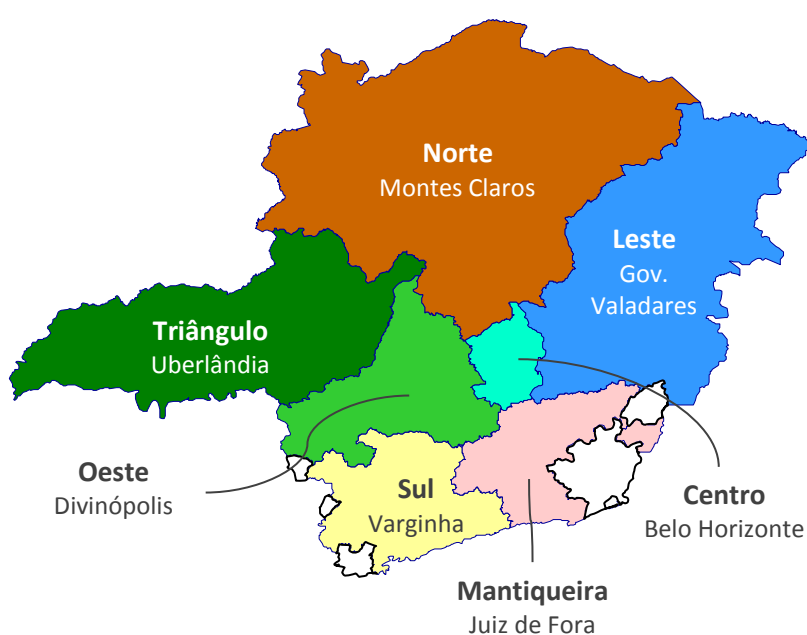 Norte
Montes Claros
Leste
Gov.
Valadares
Triângulo
Uberlândia
Oeste
Divinópolis
Sul
Varginha
Centro
Belo Horizonte
Mantiqueira
Juiz de Fora